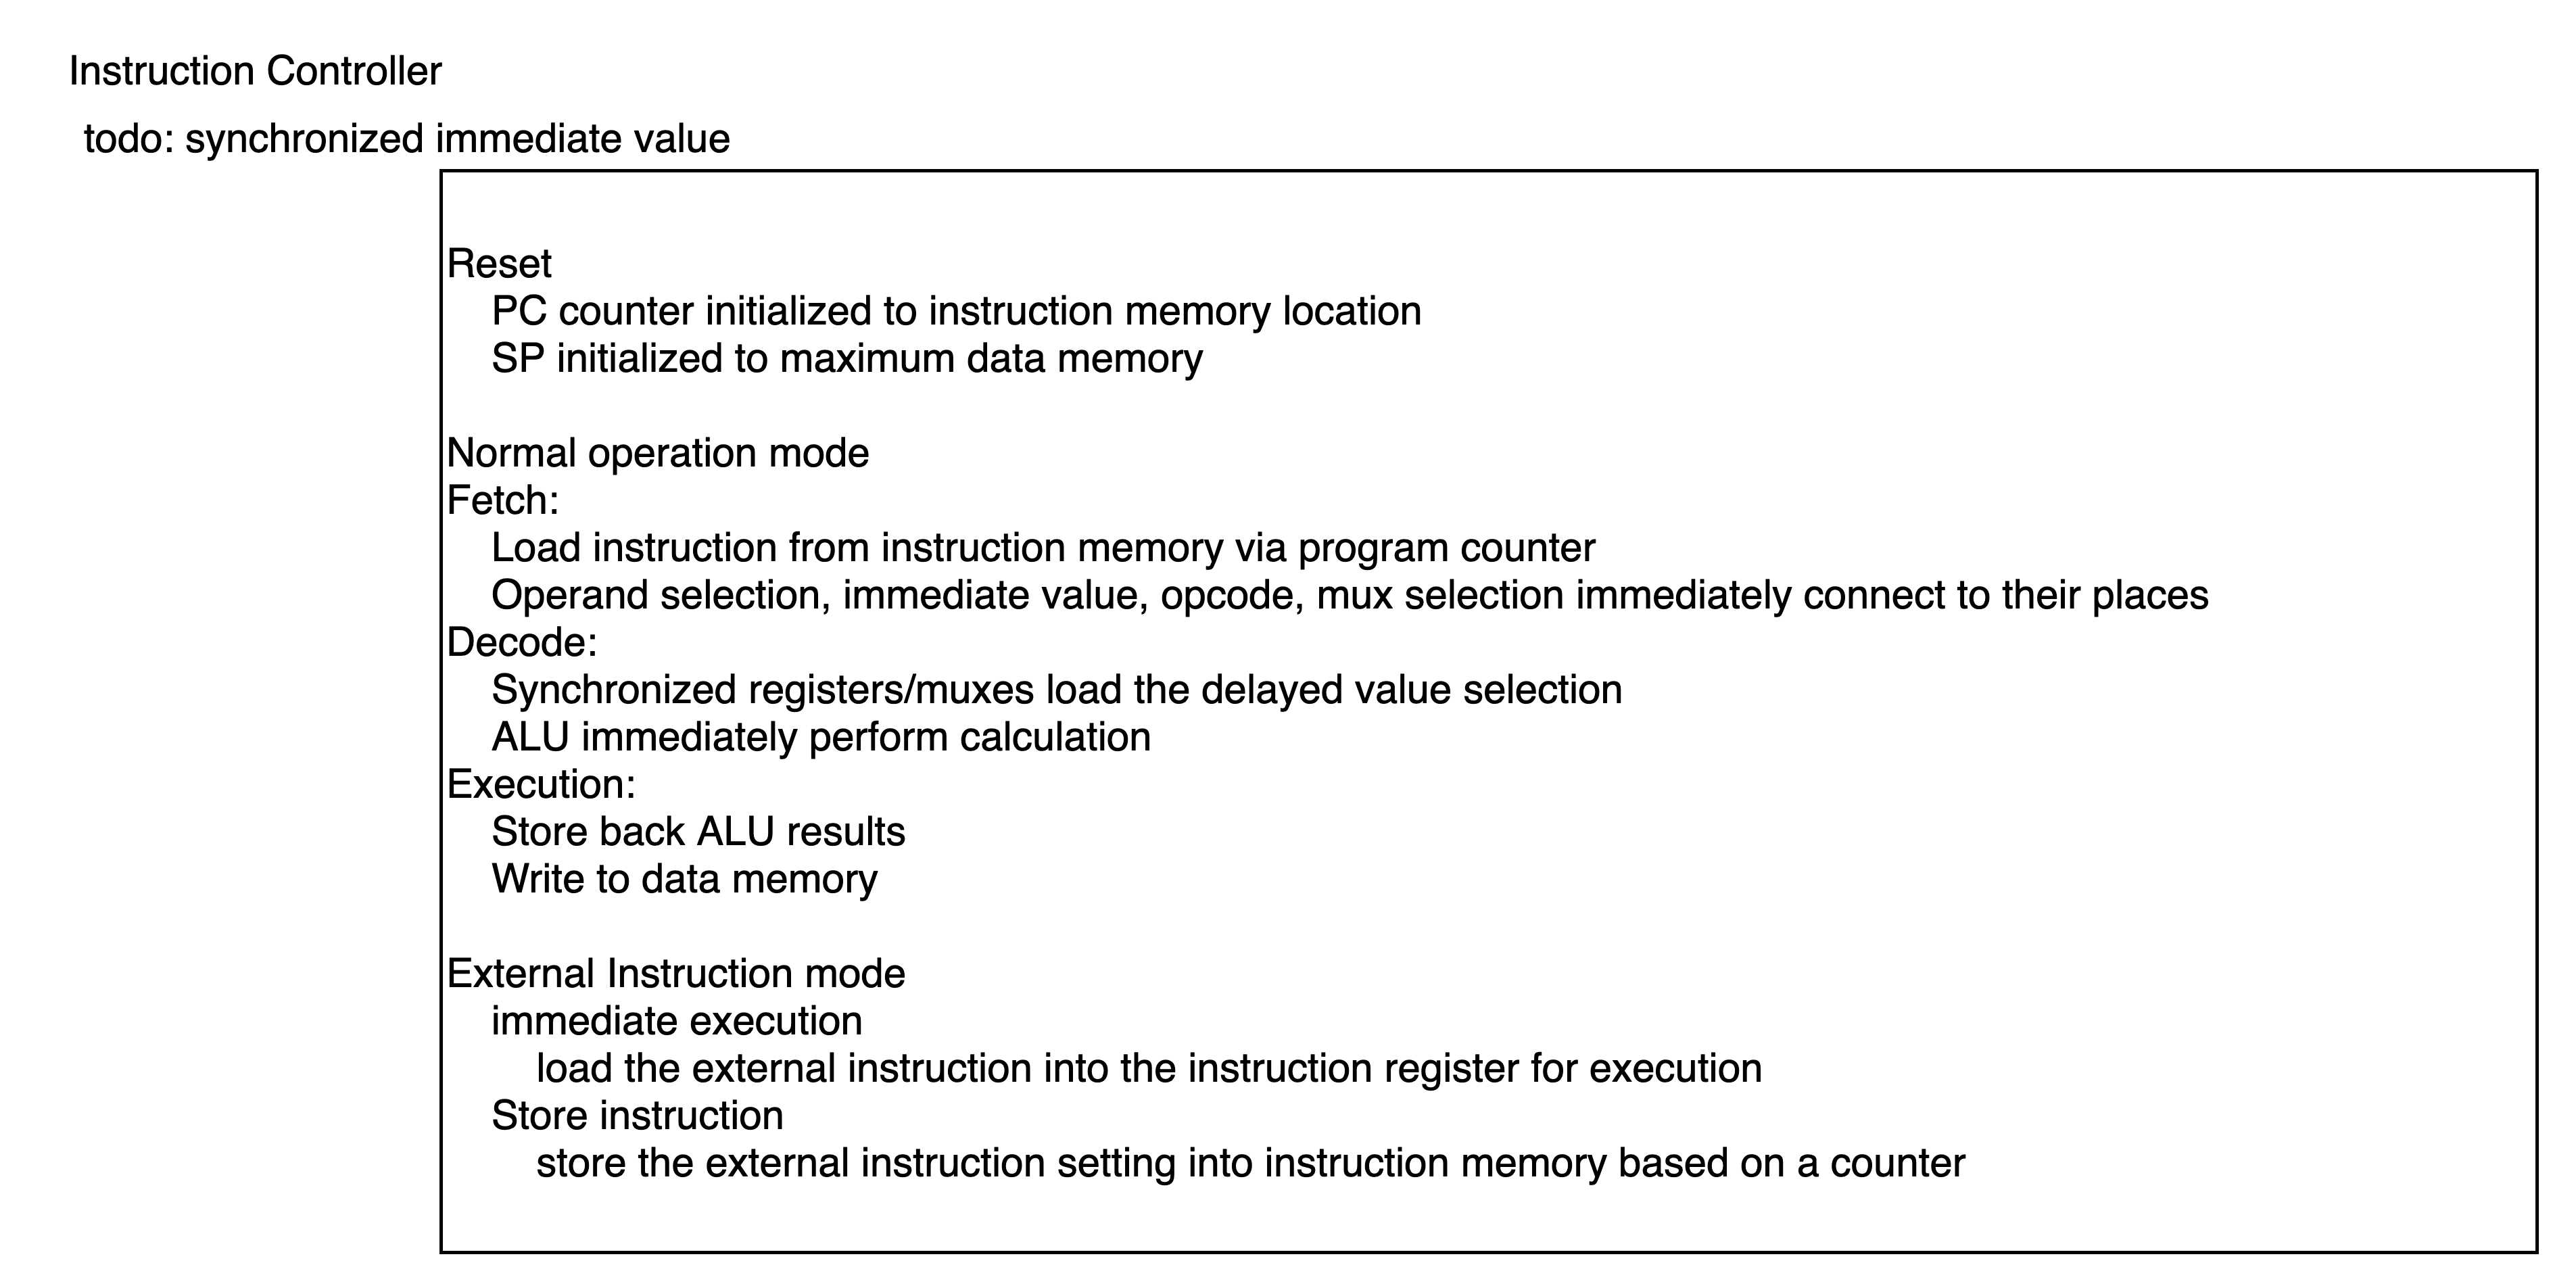 Instruction Controller
todo: synchronized immediate value
Reset
PC counter initialized to instruction memory location
SP initialized to maximum data memory
Normal operation mode
Fetch:
Load instruction from instruction memory via program counter
Operand selection, immediate value, opcode, mux selection immediately connect to their places
Decode:
Synchronized registers/muxes load the delayed value selection
ALU immediately perform calculation
Execution:
Store back ALU results
Write to data memory
External Instruction mode
immediate execution
load the external instruction into the instruction register for execution
Store instruction
store the external instruction setting into instruction memory based on a counter